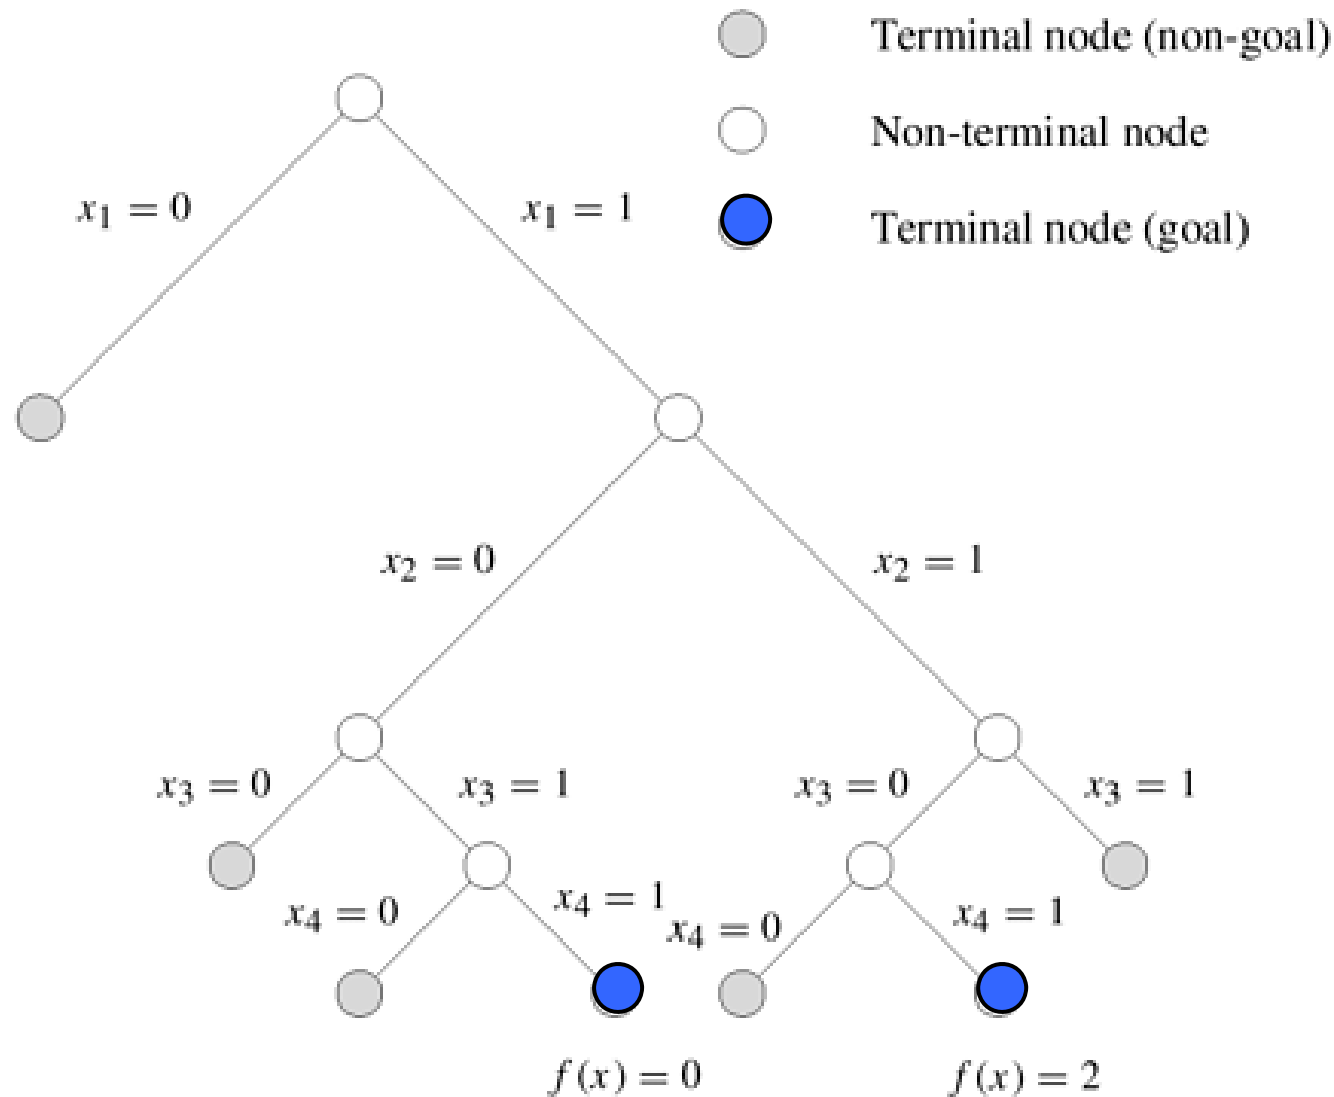 Terminal node (non-goal)
Non-terminal node
Terminal node (goal)
x₁ = 0
x₁ = 1
x₂ = 0
x₂ = 1
x₃ = 0
x₃ = 1
x₃ = 0
x₃ = 1
x₄ = 0
x₄ = 1
x₄ = 0
x₄ = 1
f(x) = 0
f(x) = 2